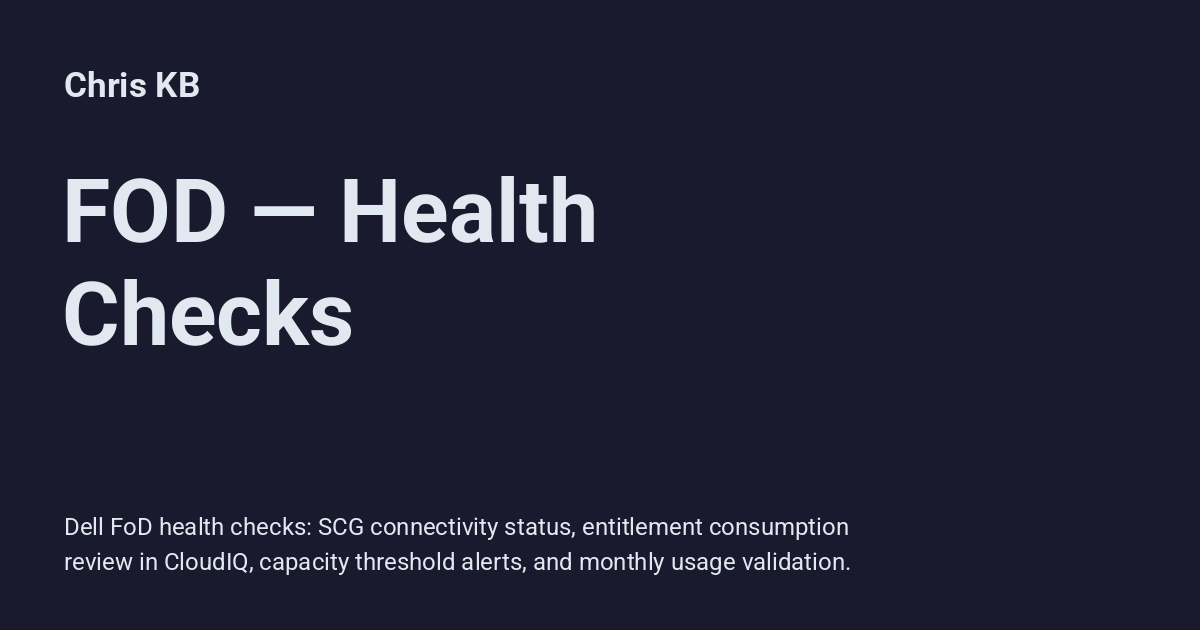 Chris KB
FOD — Health
Checks
Dell FoD health checks: SCG connectivity status, entitlement consumption
review in CloudIQ, capacity threshold alerts, and monthly usage validation.